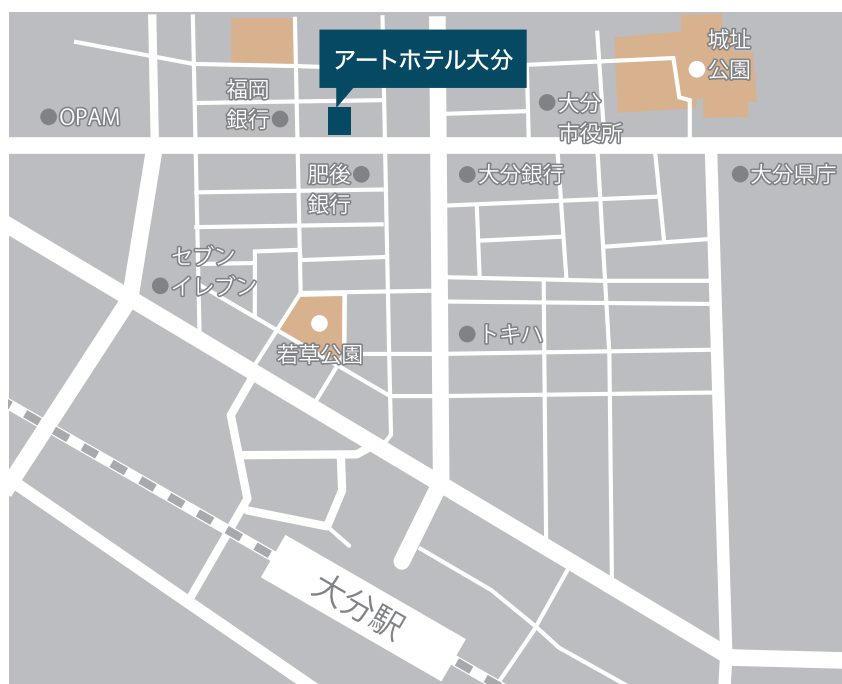 アートホテル大分
城址
公園
福岡
銀行
OPAM
大分
市役所
肥後
銀行
大分銀行
大分県庁
セブン
イレブン
トキハ
若草公園
大分駅